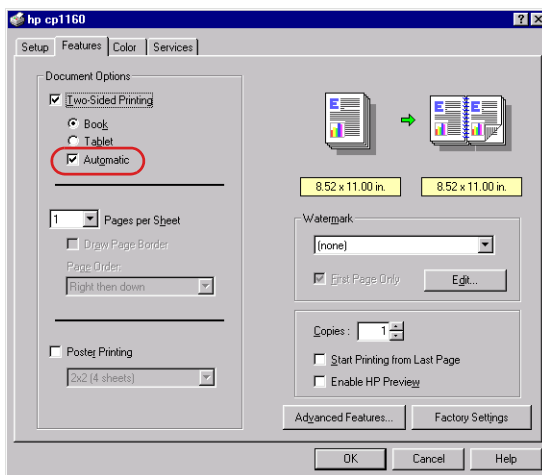 hp cp1160
Setup
Features
Color
Services
Document Options
Two-Sided Printing
Book
Tablet
Automatic
1
Pages per Sheet
Draw Page Border
Page Order:
Right then down
Poster Printing
2x2 (4 sheets)
8.52 x 11.00 in.
8.52 x 11.00 in.
Watermark
(none)
First Page Only
Edit...
Copies :
1
Start Printing from Last Page
Enable HP Preview
Advanced Features...
Factory Settings
OK
Cancel
Help